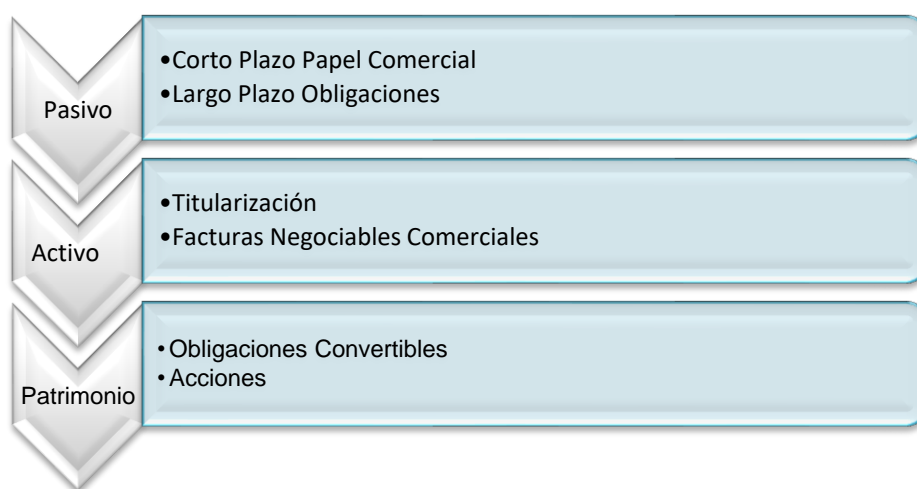 Pasivo
•Corto Plazo Papel Comercial
•Largo Plazo Obligaciones
Activo
•Titularización
•Facturas Negociables Comerciales
Patrimonio
• Obligaciones Convertibles
• Acciones